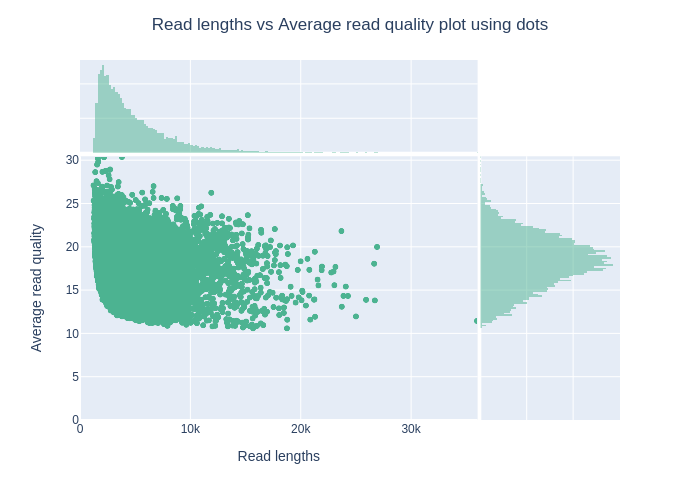 Read lengths vs Average read quality plot using dots
30
25
20
15
10
5
0
Average read quality
0 10k 20k 30k
Read lengths